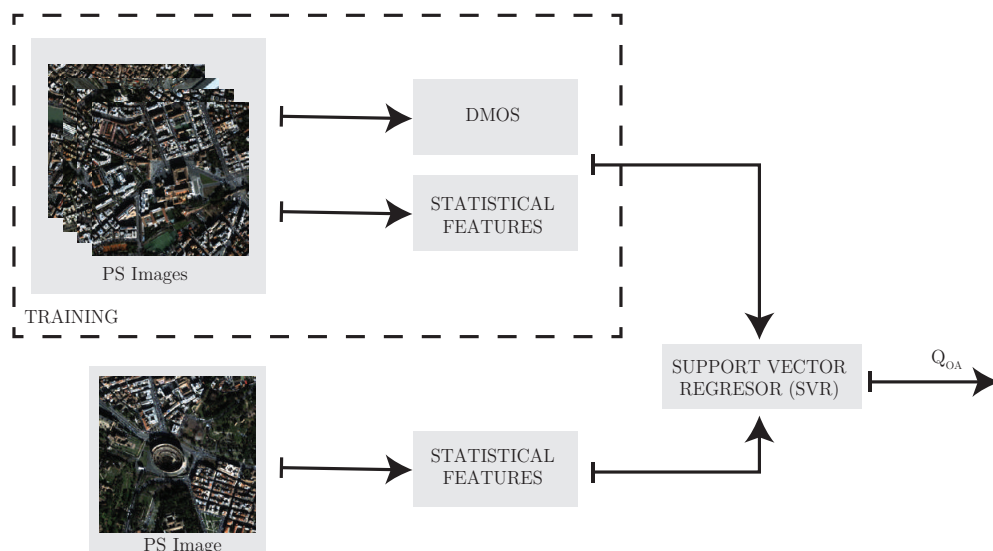 DMOS
STATISTICAL
FEATURES
PS Images
TRAINING
SUPPORT VECTOR
REGRESOR (SVR)
Q_OA
STATISTICAL
FEATURES
PS Image